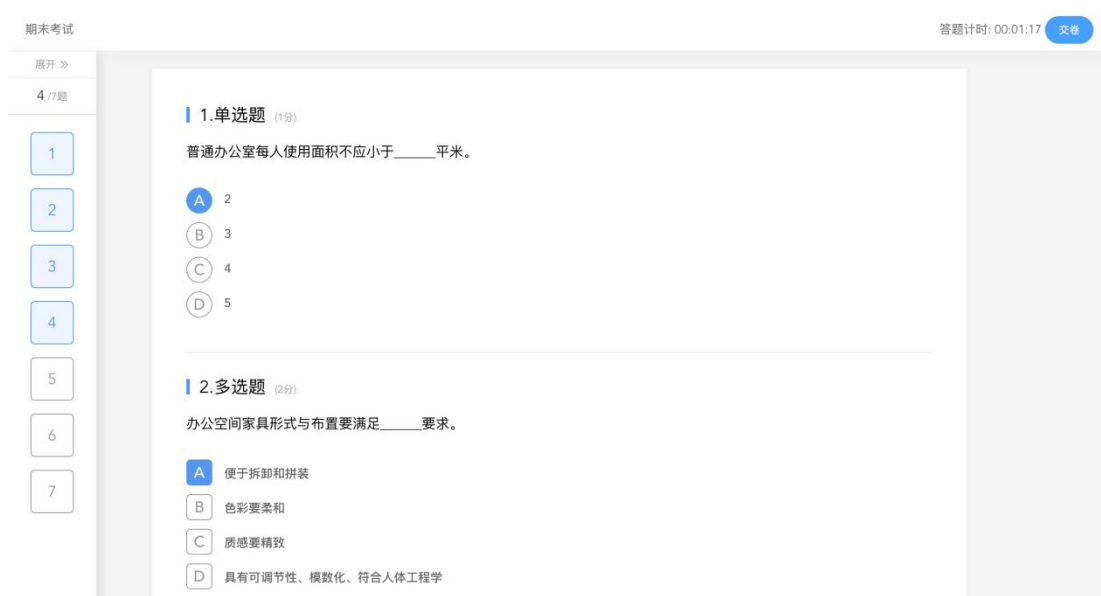 期末考试
答题计时: 00:01:17 交卷
展开 >>
4/7题
1
2
3
4
5
6
7
1.单选题 (1分)
普通办公室每人使用面积不应小于______平米。
A 2
B 3
C 4
D 5
2.多选题 (2分)
办公空间家具形式与布置要满足______要求。
A 便于拆卸和拼装
B 色彩要柔和
C 质感要精致
D 具有可调节性、模数化、符合人体工程学